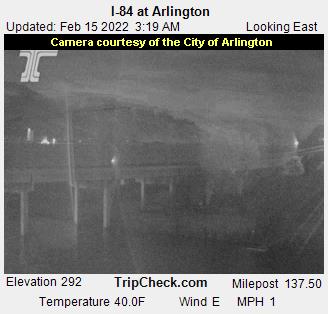 I-84 at Arlington
Updated: Feb 15 2022 3:19 AM Looking East
Camera courtesy of the City of Arlington
Elevation 292 TripCheck.com Milepost 137.50
Temperature 40.0F Wind E MPH 1